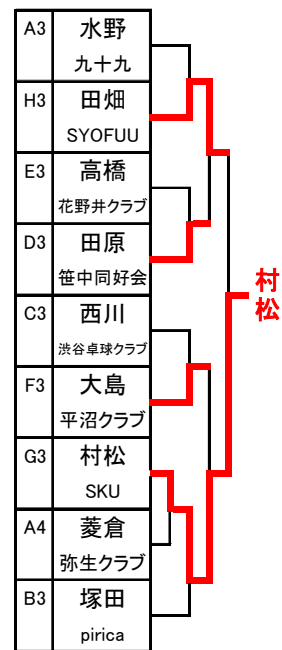 A3 水野
九十九
H3 田畑
SYOFUU
E3 高橋
花野井クラブ
D3 田原
笹中同好会
C3 西川
渋谷卓球クラブ
F3 大島
平沼クラブ
G3 村松
SKU
A4 菱倉
弥生クラブ
B3 塚田
pirica
村松